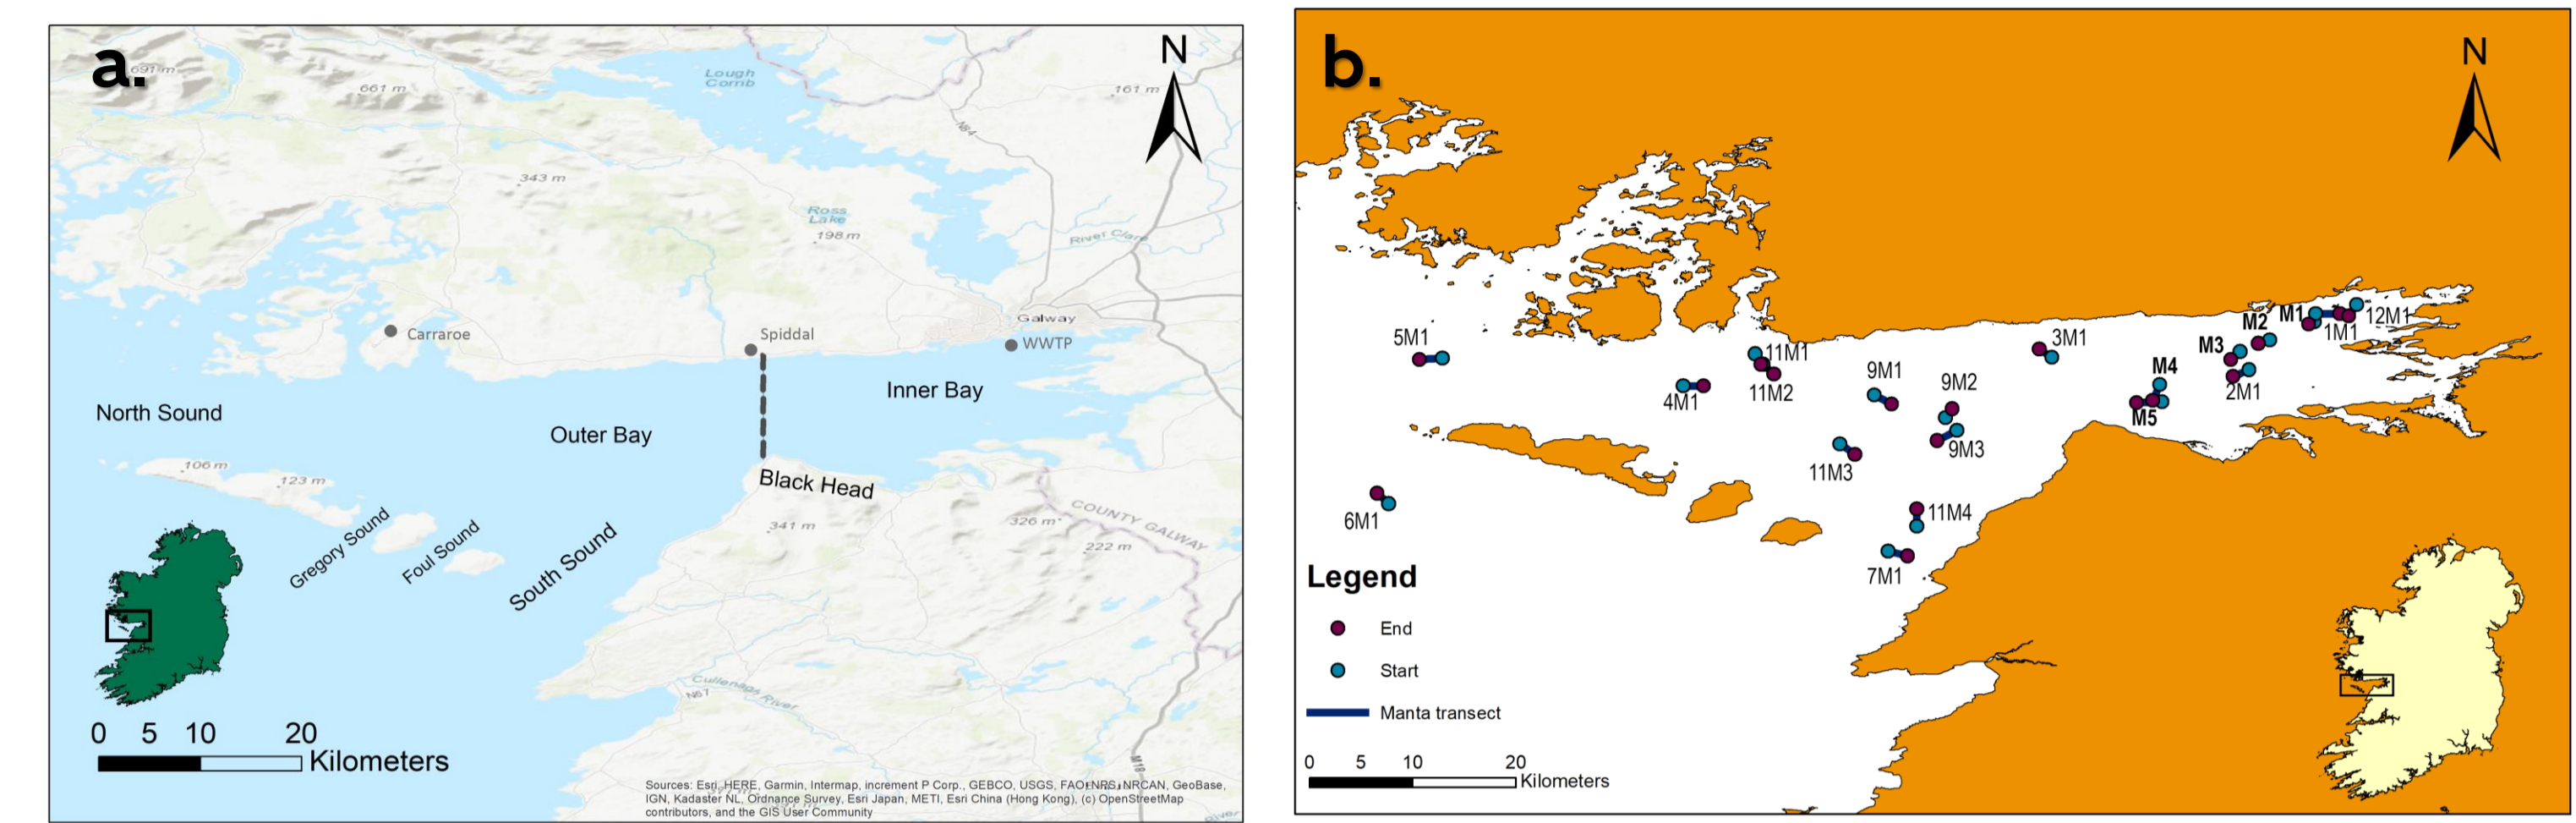 a.
N
691 m
661 m
Lough
Corrib
161 m
N84
343 m
Ross
Lake
198 m
River Clare
Galway
Carraroe
Spiddal
WWTP
Inner Bay
North Sound
Outer Bay
106 m
123 m
Black Head
COUNTY GALWAY
341 m
326 m
222 m
Gregory Sound
Foul Sound
South Sound
Cullenagh River
N67
M18
0 5 10 20
Kilometers
Sources: Esri, HERE, Garmin, Intermap, increment P Corp., GEBCO, USGS, FAO, NPS, NRCAN, GeoBase,
IGN, Kadaster NL, Ordnance Survey, Esri Japan, METI, Esri China (Hong Kong), (c) OpenStreetMap
contributors, and the GIS User Community
b.
N
5M1
11M1
11M2
4M1
9M1
9M2
9M3
3M1
M1
12M1
1M1
M2
M3
2M1
M4
M5
11M3
11M4
6M1
7M1
Legend
End
Start
Manta transect
0 5 10 20
Kilometers